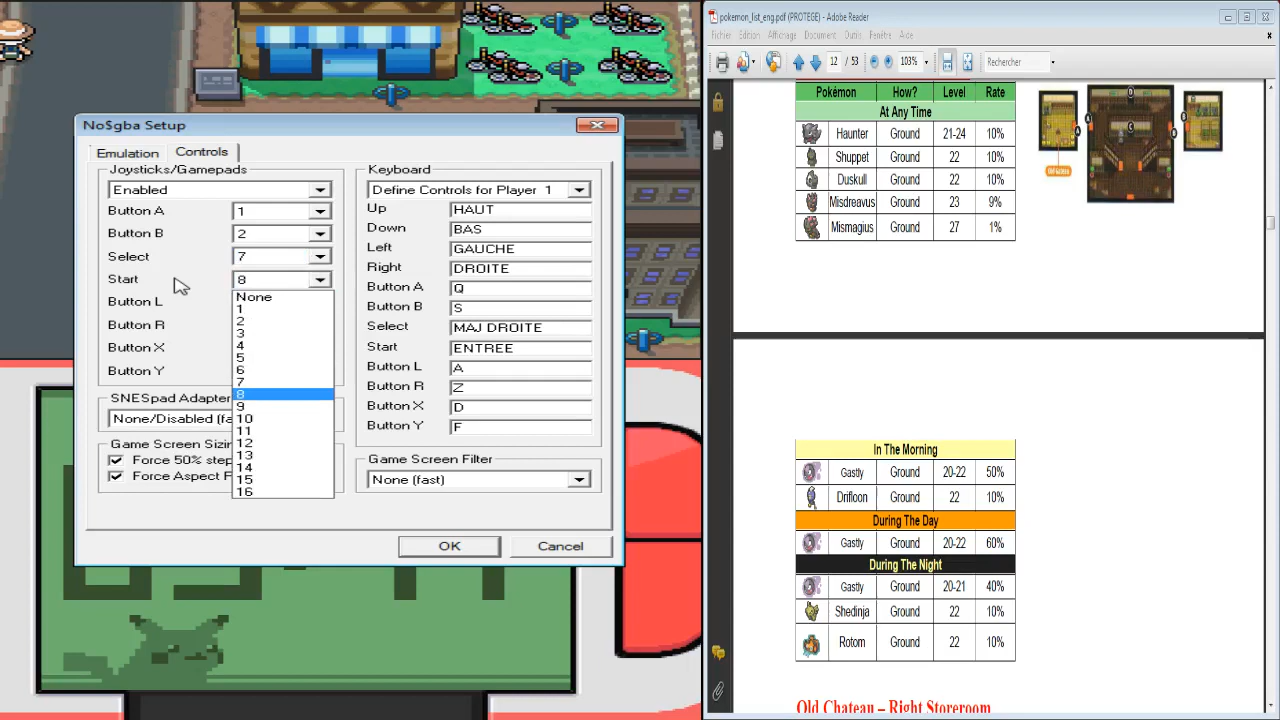 No$gba Setup
Emulation
Controls
Joysticks/Gamepads
Enabled
Button A 1
Button B 2
Select 7
Start 8
Button L
Button R
Button X
Button Y
None
1
2
3
4
5
6
7
8
9
10
11
12
13
14
15
16
SNESpad Adapter
None/Disabled (fa
Game Screen Sizin
Force 50% step
Force Aspect F
Keyboard
Define Controls for Player 1
Up HAUT
Down BAS
Left GAUCHE
Right DROITE
Button A Q
Button B S
Select MAJ DROITE
Start ENTREE
Button L A
Button R Z
Button X D
Button Y F
Game Screen Filter
None (fast)
OK
Cancel
pokemon_list_eng.pdf (PROTEGE) - Adobe Reader
Fichier Edition Affichage Document Outils Fenêtre Aide
12 / 53 103% Rechercher
Pokémon How? Level Rate
At Any Time
Haunter Ground 21-24 10%
Shuppet Ground 22 10%
Duskull Ground 22 10%
Misdreavus Ground 23 9%
Mismagius Ground 27 1%
In The Morning
Gastly Ground 20-22 50%
Drifloon Ground 22 10%
During The Day
Gastly Ground 20-22 60%
During The Night
Gastly Ground 20-21 40%
Shedinja Ground 22 10%
Rotom Ground 22 10%
Old Chateau – Right Storeroom